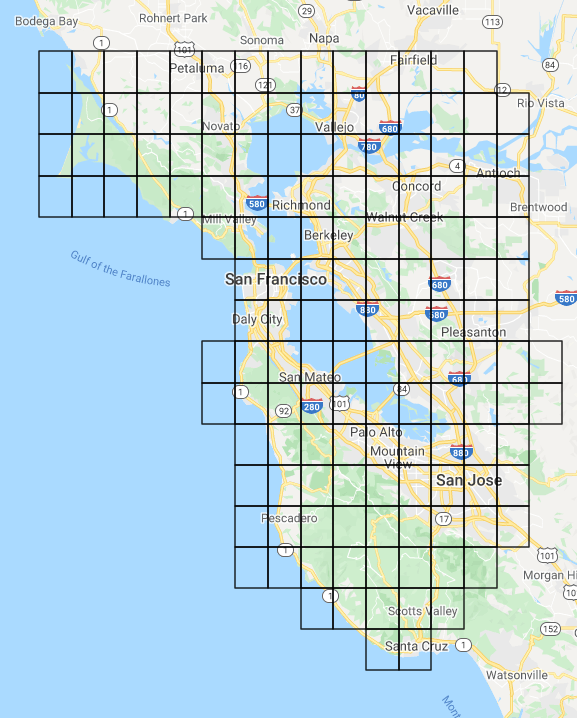 Vacaville
Bodega Bay
Rohnert Park
29
113
1
101
Sonoma
Napa
Petaluma
16
Fairfield
84
121
12
80
Rio Vista
1
37
Novato
Vallejo
680
780
4
Antioch
Concord
580
Richmond
Brentwood
1
Mill Valley
Walnut Creek
Berkeley
Gulf of the Farallones
San Francisco
680
580
880
580
Daly City
Pleasanton
San Mateo
680
1
84
92
280
101
Palo Alto
Mountain
View
880
San Jose
Pescadero
17
1
101
Morgan Hi
10
1
Scotts Valley
152
Santa Cruz
1
Watsonville
Mont